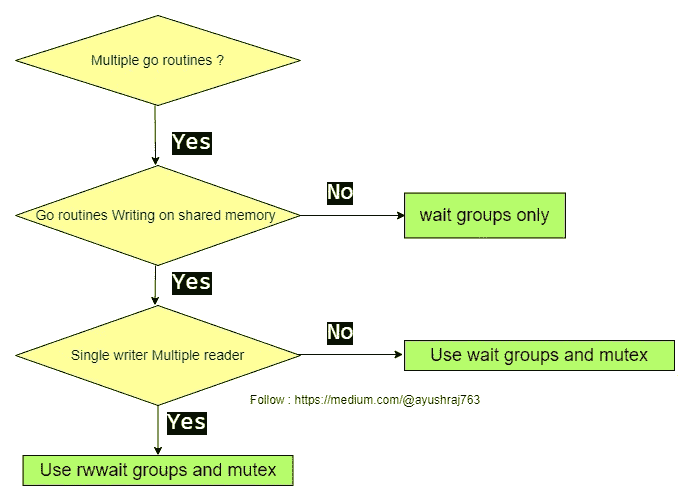 Multiple go routines ?
Yes
Go routines Writing on shared memory
No
wait groups only
Yes
Single writer Multiple reader
No
Use wait groups and mutex
Follow : https://medium.com/@ayushraj763
Yes
Use rwwait groups and mutex